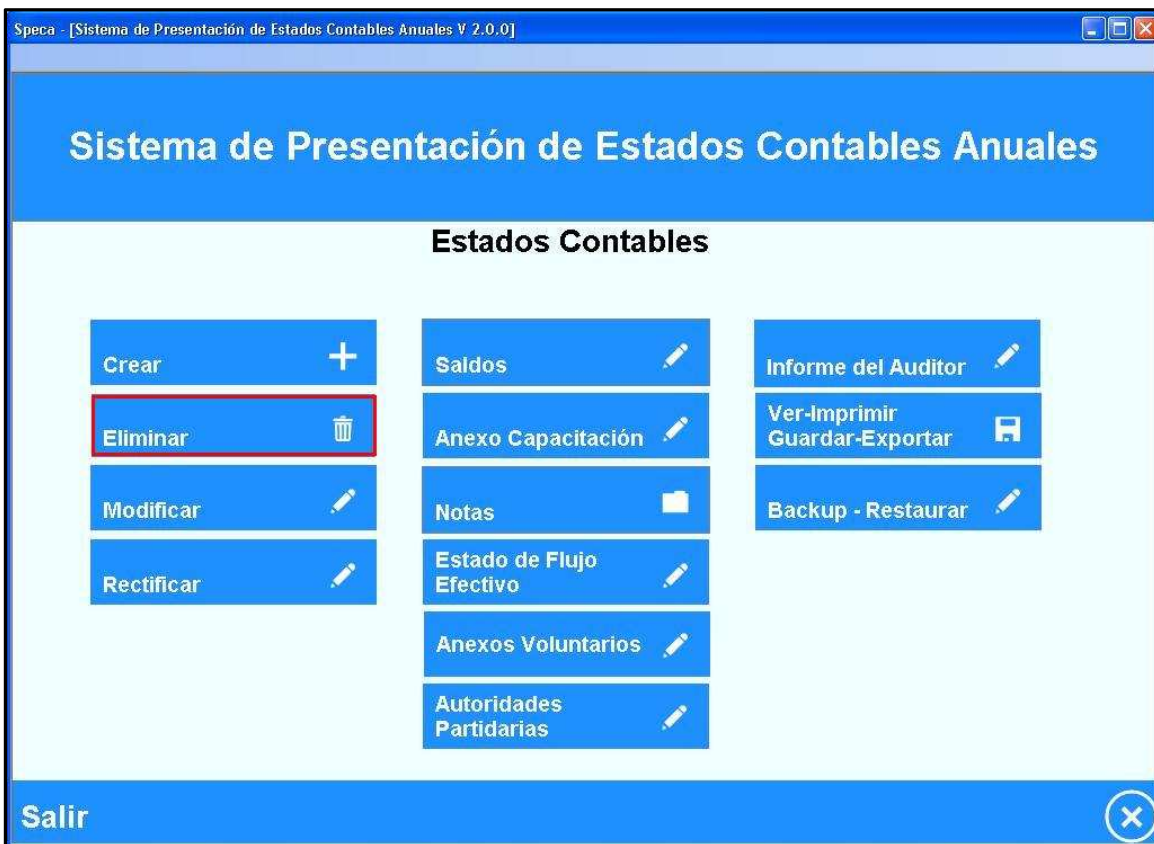 Speca - [Sistema de Presentación de Estados Contables Anuales V 2.0.0]
Sistema de Presentación de Estados Contables Anuales
Estados Contables
Crear
Eliminar
Modificar
Rectificar
Saldos
Anexo Capacitación
Notas
Estado de Flujo
Efectivo
Anexos Voluntarios
Autoridades
Partidarias
Informe del Auditor
Ver-Imprimir
Guardar-Exportar
Backup - Restaurar
Salir